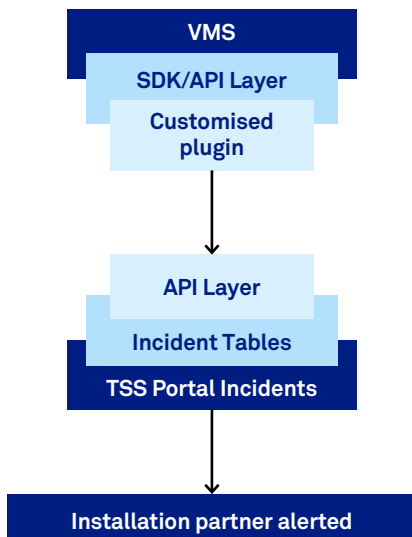 VMS
SDK/API Layer
Customised
plugin
API Layer
Incident Tables
TSS Portal Incidents
Installation partner alerted